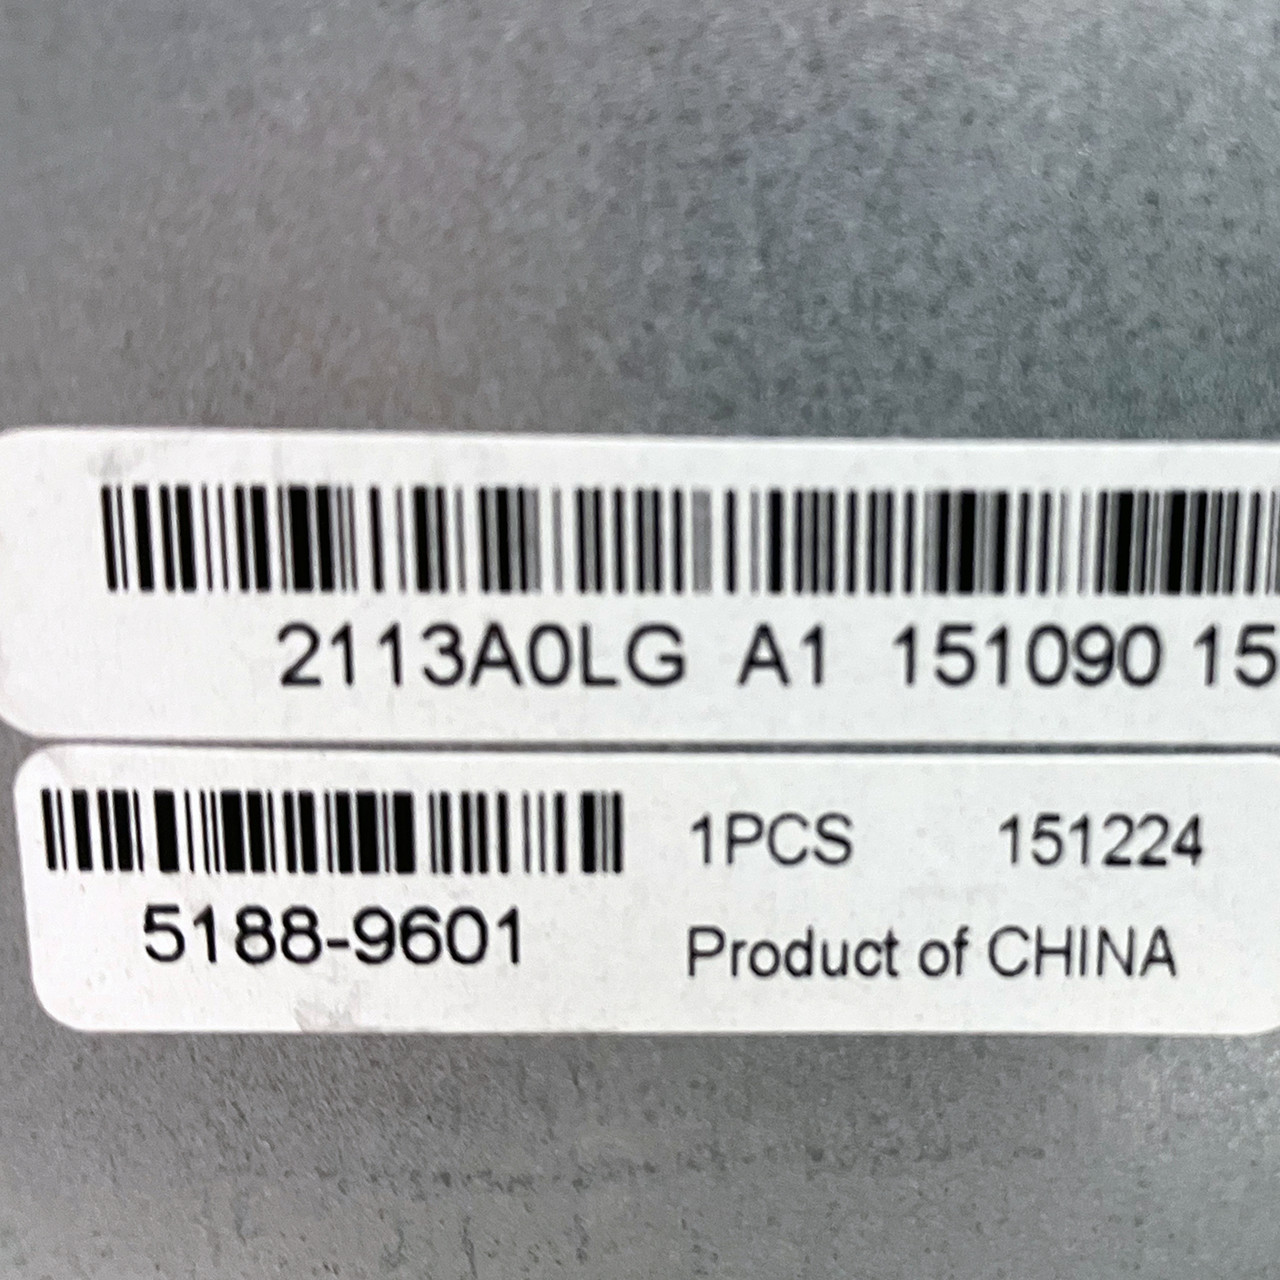 2113A0LG A1 151090 15
1PCS 151224
5188-9601
Product of CHINA